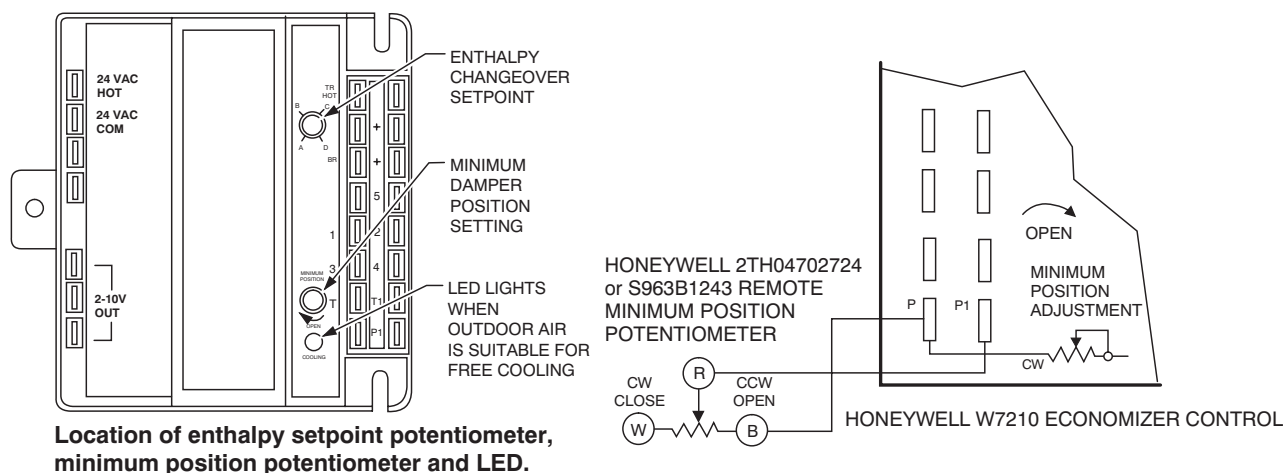 24 VAC
HOT
24 VAC
COM
2-10V
OUT
TR
HOT
B
C
A
D
BR
+
+
5
1
2
3
4
MINIMUM
POSITION
T
T1
OPEN
P1
COOLING
ENTHALPY
CHANGEOVER
SETPOINT
MINIMUM
DAMPER
POSITION
SETTING
LED LIGHTS
WHEN
OUTDOOR AIR
IS SUITABLE FOR
FREE COOLING
Location of enthalpy setpoint potentiometer,
minimum position potentiometer and LED.
HONEYWELL 2TH04702724
or S963B1243 REMOTE
MINIMUM POSITION
POTENTIOMETER
CW
CLOSE
R
CCW
OPEN
W
B
P
P1
OPEN
MINIMUM
POSITION
ADJUSTMENT
CW
HONEYWELL W7210 ECONOMIZER CONTROL